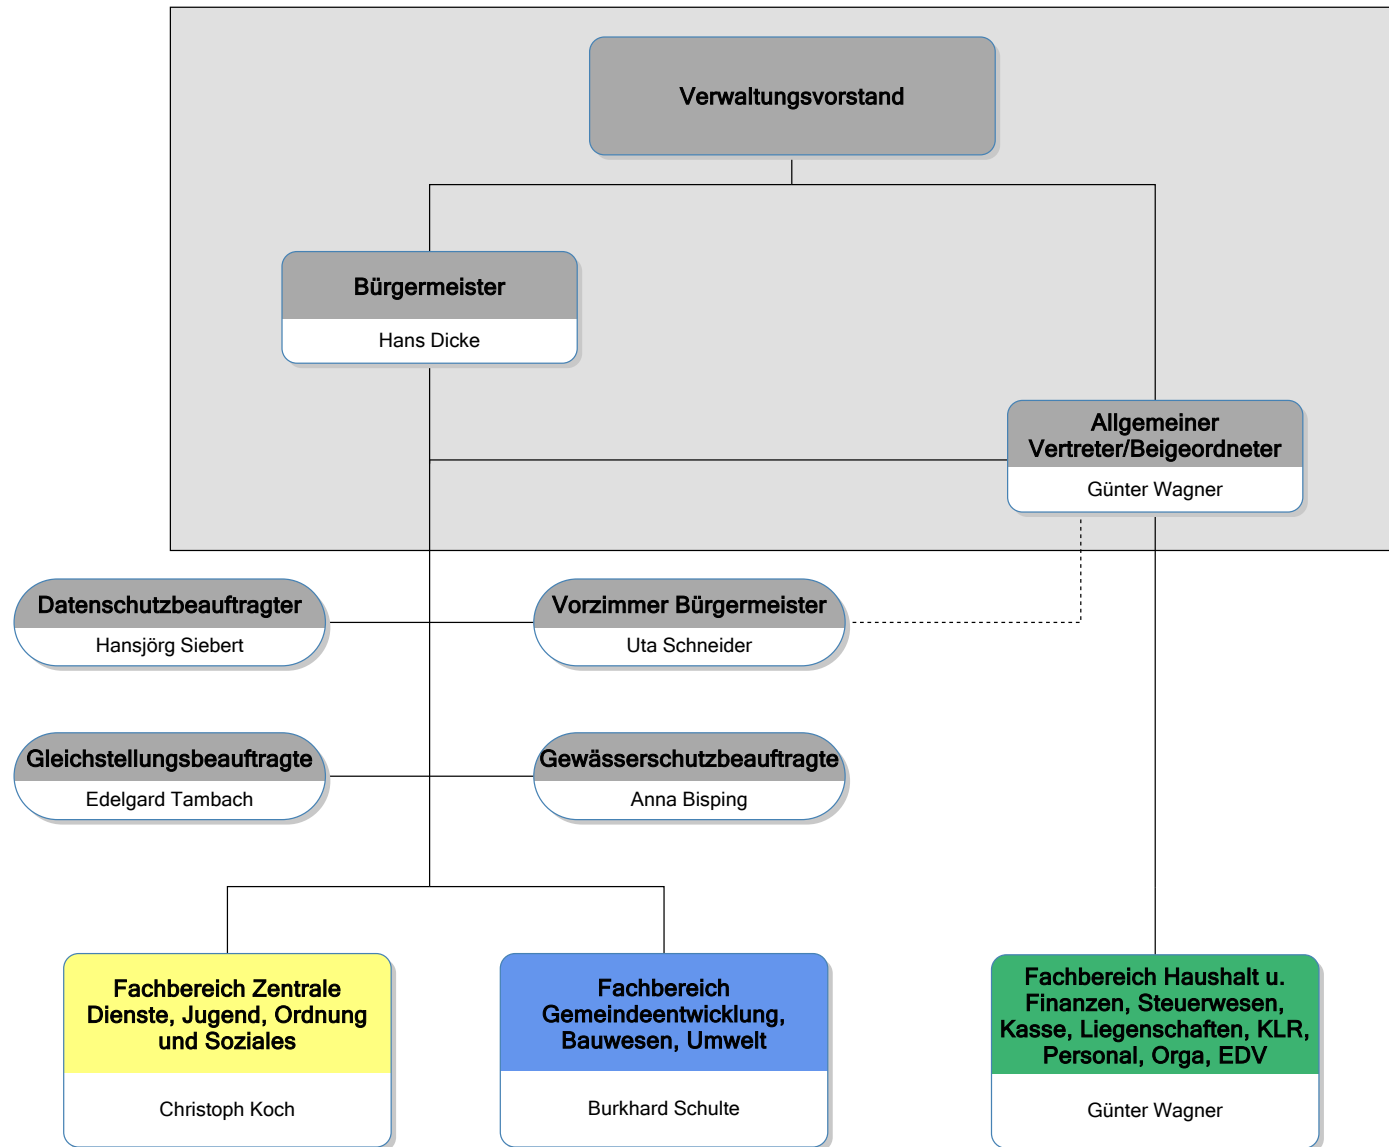 Verwaltungsvorstand
Bürgermeister
Hans Dicke
Allgemeiner
Vertreter/Beigeordneter
Günter Wagner
Datenschutzbeauftragter
Hansjörg Siebert
Vorzimmer Bürgermeister
Uta Schneider
Gleichstellungsbeauftragte
Edelgard Tambach
Gewässerschutzbeauftragte
Anna Bisping
Fachbereich Zentrale
Dienste, Jugend, Ordnung
und Soziales
Christoph Koch
Fachbereich
Gemeindeentwicklung,
Bauwesen, Umwelt
Burkhard Schulte
Fachbereich Haushalt u.
Finanzen, Steuerwesen,
Kasse, Liegenschaften, KLR,
Personal, Orga, EDV
Günter Wagner